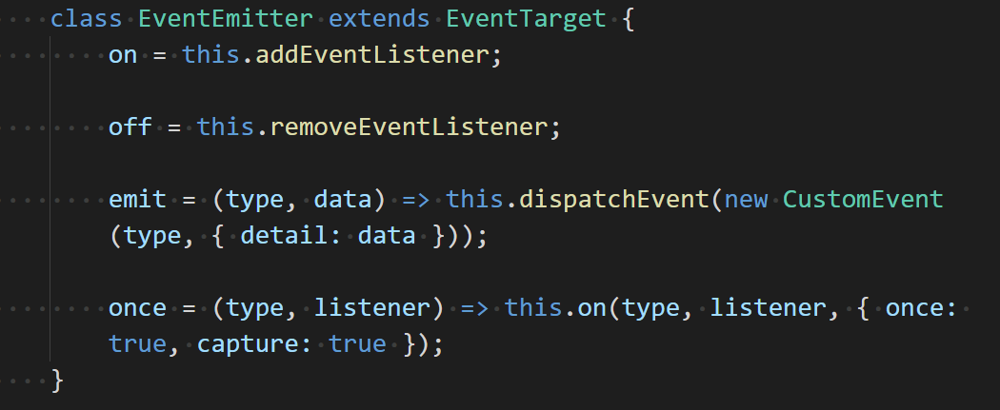 class EventEmitter extends EventTarget {
on = this.addEventListener;
off = this.removeEventListener;
emit = (type, data) => this.dispatchEvent(new CustomEvent
(type, { detail: data }));
once = (type, listener) => this.on(type, listener, { once:
true, capture: true });
}